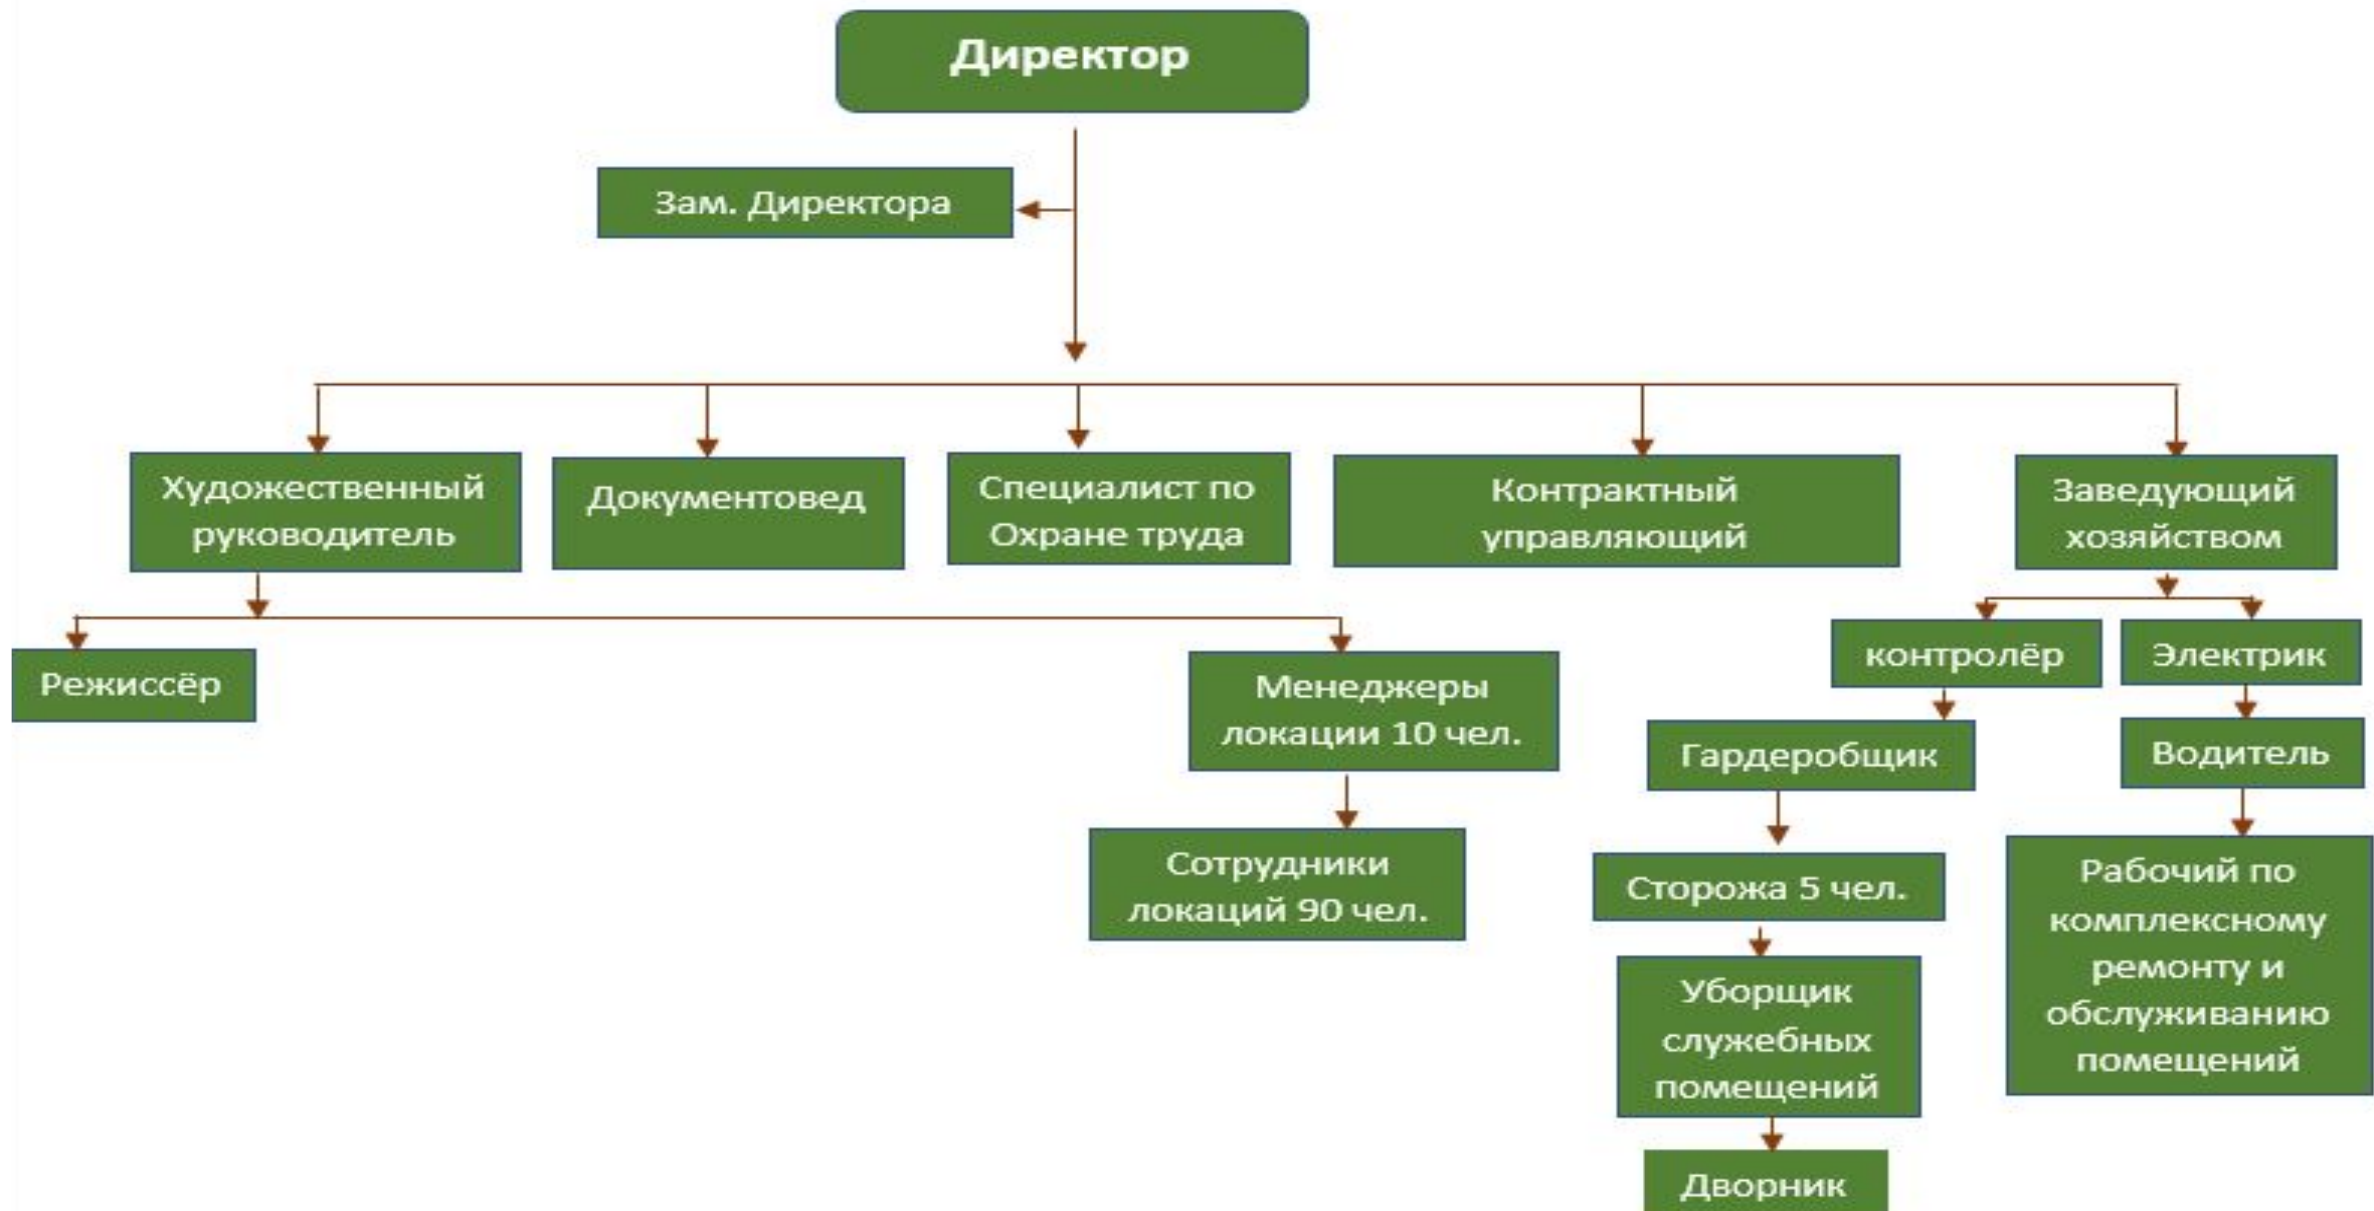 Директор
Зам. Директора
Художественный
руководитель
Документовед
Специалист по
Охране труда
Контрактный
управляющий
Заведующий
хозяйством
Режиссёр
Менеджеры
локации 10 чел.
Сотрудники
локаций 90 чел.
контролёр
Электрик
Гардеробщик
Водитель
Сторожа 5 чел.
Рабочий по
комплексному
ремонту и
обслуживанию
помещений
Уборщик
служебных
помещений
Дворник